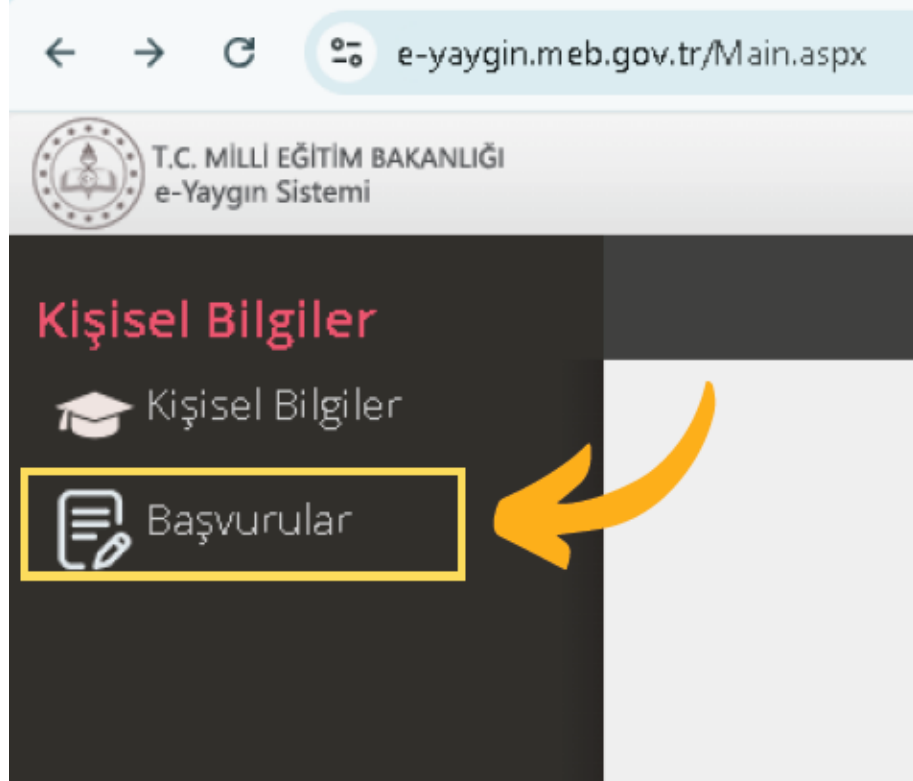 e-yaygin.meb.gov.tr/Main.aspx
T.C. MİLLİ EĞİTİM BAKANLIĞI
e-Yaygın Sistemi
Kişisel Bilgiler
Kişisel Bilgiler
Başvurular